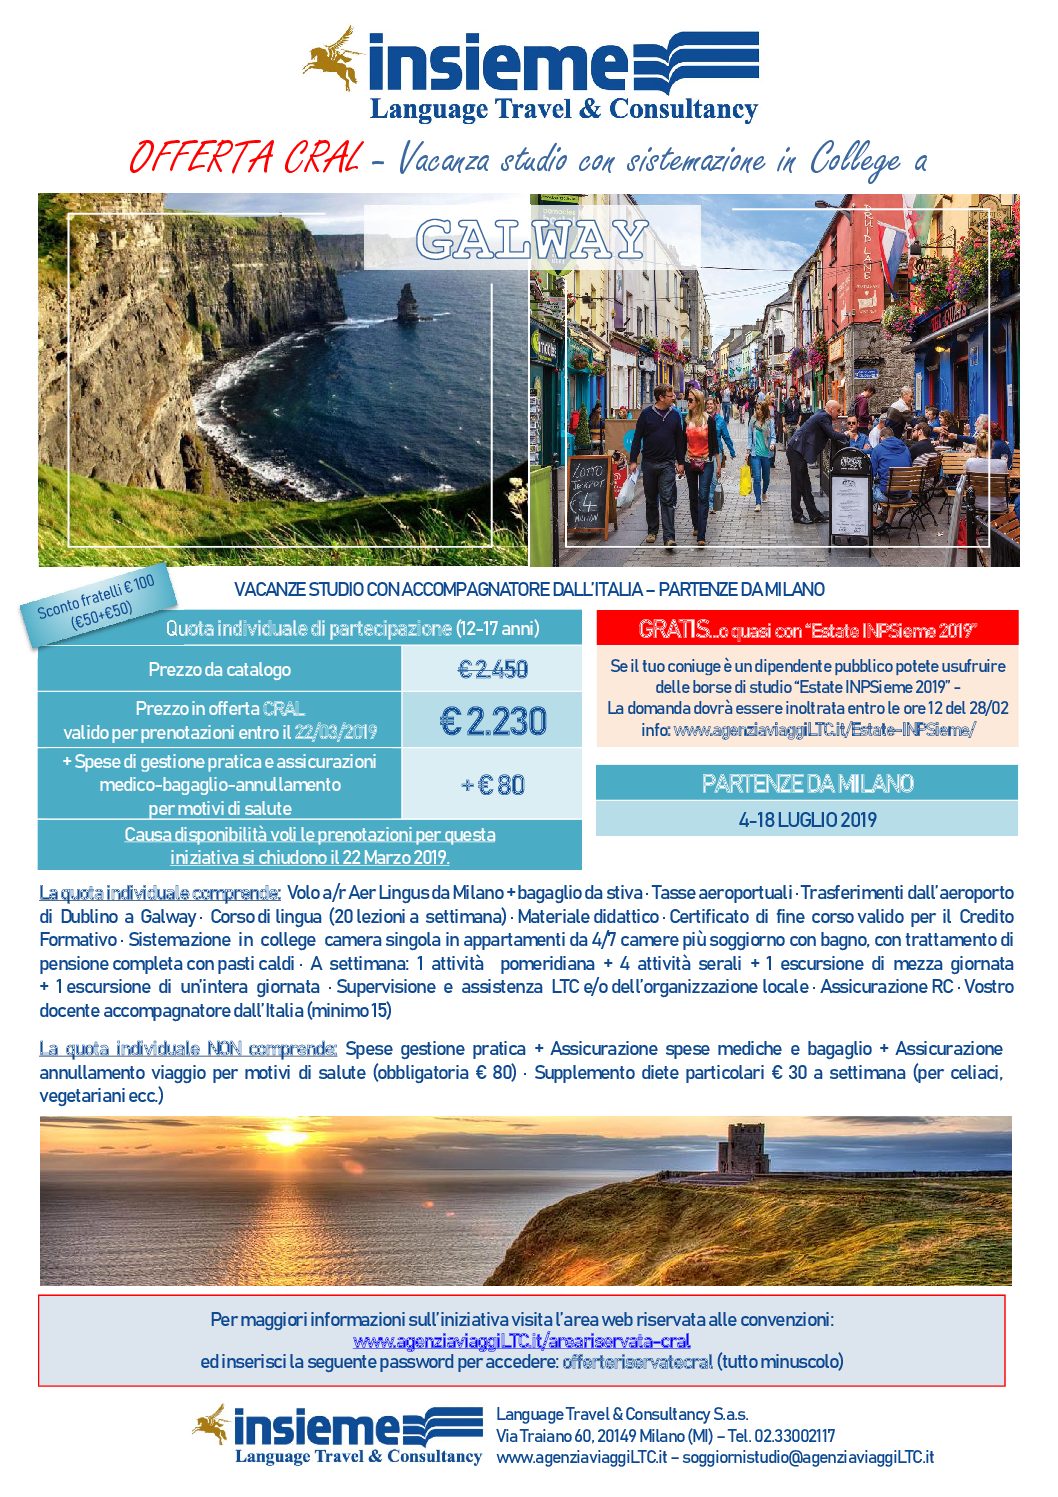 insieme
Language Travel & Consultancy
OFFERTA CRAL – Vacanza studio con sistemazione in College a
GALWAY
DRUID LANE
LOTTO
JACKPOT
€4
MILLION
Sconto fratelli € 100
(€50+€50)
VACANZE STUDIO CON ACCOMPAGNATORE DALL'ITALIA – PARTENZE DA MILANO
Quota individuale di partecipazione (12-17 anni)
Prezzo da catalogo
€ 2.450
Prezzo in offerta CRAL
valido per prenotazioni entro il 22/03/2019
€ 2.230
+ Spese di gestione pratica e assicurazioni
medico-bagaglio-annullamento
per motivi di salute
+ € 80
Causa disponibilità voli le prenotazioni per questa
iniziativa si chiudono il 22 Marzo 2019.
GRATIS...o quasi con "Estate INPSieme 2019"
Se il tuo coniuge è un dipendente pubblico potete usufruire
delle borse di studio "Estate INPSieme 2019" -
La domanda dovrà essere inoltrata entro le ore 12 del 28/02
info: www.agenziaviaggiLTC.it/Estate-INPSieme/
PARTENZE DA MILANO
4-18 LUGLIO 2019
La quota individuale comprende: Volo a/r Aer Lingus da Milano + bagaglio da stiva · Tasse aeroportuali · Trasferimenti dall'aeroporto
di Dublino a Galway · Corso di lingua (20 lezioni a settimana) · Materiale didattico · Certificato di fine corso valido per il Credito
Formativo · Sistemazione in college camera singola in appartamenti da 4/7 camere più soggiorno con bagno, con trattamento di
pensione completa con pasti caldi · A settimana: 1 attività pomeridiana + 4 attività serali + 1 escursione di mezza giornata
+ 1 escursione di un'intera giornata · Supervisione e assistenza LTC e/o dell'organizzazione locale · Assicurazione RC · Vostro
docente accompagnatore dall'Italia (minimo 15)
La quota individuale NON comprende: Spese gestione pratica + Assicurazione spese mediche e bagaglio + Assicurazione
annullamento viaggio per motivi di salute (obbligatoria € 80) · Supplemento diete particolari € 30 a settimana (per celiaci,
vegetariani ecc.)
Per maggiori informazioni sull'iniziativa visita l'area web riservata alle convenzioni:
www.agenziaviaggiLTC.it/areariservata-cral
ed inserisci la seguente password per accedere: offerteriservatecral (tutto minuscolo)
insieme
Language Travel & Consultancy
Language Travel & Consultancy S.a.s.
Via Traiano 60, 20149 Milano (MI) – Tel. 02.33002117
www.agenziaviaggiLTC.it – soggiornistudio@agenziaviaggiLTC.it